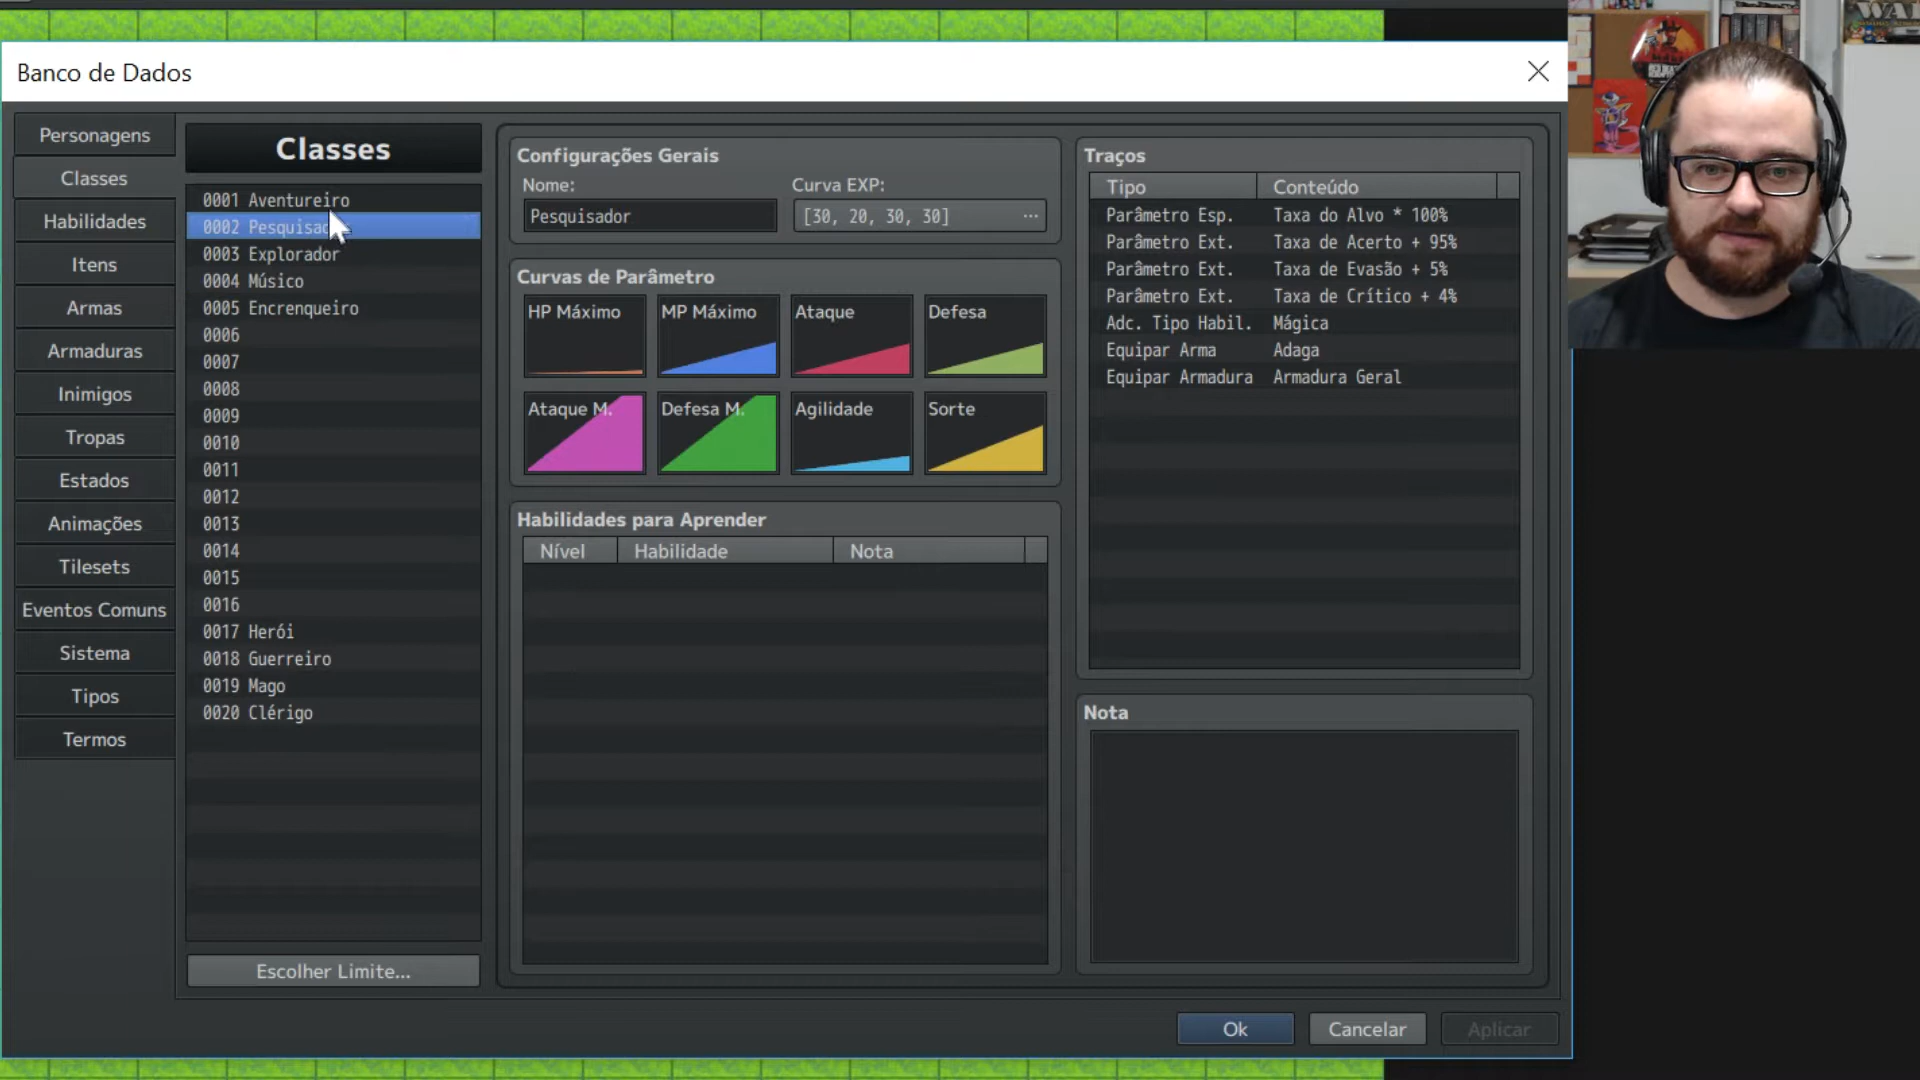 Banco de Dados
Personagens
Classes
Habilidades
Itens
Armas
Armaduras
Inimigos
Tropas
Estados
Animações
Tilesets
Eventos Comuns
Sistema
Tipos
Termos
Classes
0001 Aventureiro
0002 Pesquisad
0003 Explorador
0004 Músico
0005 Encrenqueiro
0006
0007
0008
0009
0010
0011
0012
0013
0014
0015
0016
0017 Herói
0018 Guerreiro
0019 Mago
0020 Clérigo
Escolher Limite...
Configurações Gerais
Nome: Curva EXP:
Pesquisador [30, 20, 30, 30] ...
Curvas de Parâmetro
HP Máximo MP Máximo Ataque Defesa
Ataque M. Defesa M. Agilidade Sorte
Habilidades para Aprender
Nível Habilidade Nota
Traços
Tipo Conteúdo
Parâmetro Esp. Taxa do Alvo * 100%
Parâmetro Ext. Taxa de Acerto + 95%
Parâmetro Ext. Taxa de Evasão + 5%
Parâmetro Ext. Taxa de Crítico + 4%
Adc. Tipo Habil. Mágica
Equipar Arma Adaga
Equipar Armadura Armadura Geral
Nota
Ok Cancelar Aplicar